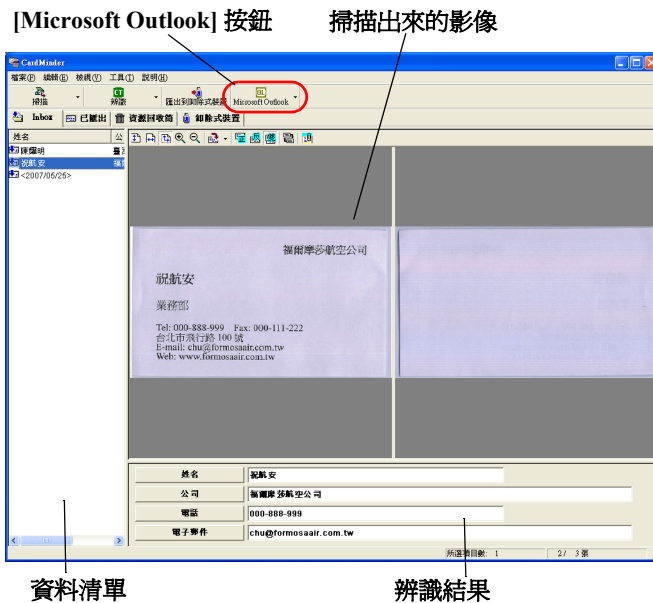 [Microsoft Outlook] 按鈕
掃描出來的影像
CardMinder
檔案(F) 編輯(E) 檢視(V) 工具(T) 說明(H)
掃描 辨識 匯出到卸除式裝置 Microsoft Outlook
Inbox 已匯出 資源回收筒 卸除式裝置
姓名 公
陳耀明 臺
祝航安 福
<2007/05/25>
福爾摩莎航空公司
祝航安
業務部
Tel: 000-888-999 Fax: 000-111-222
台北市飛行路 100 號
E-mail: chu@formosaair.com.tw
Web: www.formosaair.com.tw
姓名 祝航安
公司 福爾摩莎航空公司
電話 000-888-999
電子郵件 chu@formosaair.com.tw
所選項目數: 1 2/ 3 張
資料清單
辨識結果